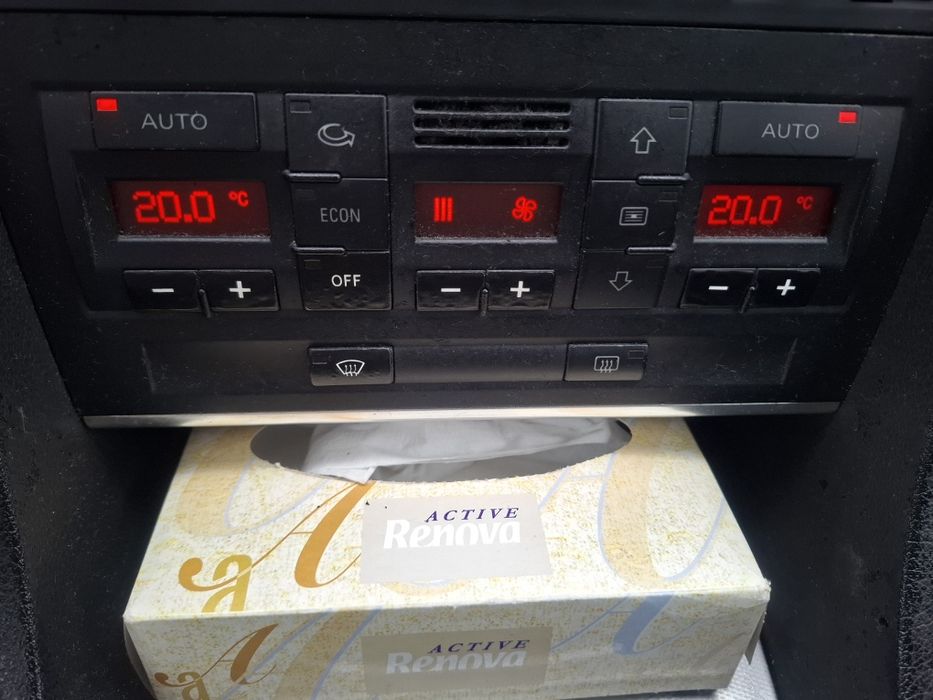 AUTO
AUTO
20.0 °C
ECON
20.0 °C
OFF
- +
- +
- +
ACTIVE
Renova
A
a
ACTIVE
Renova
A
a